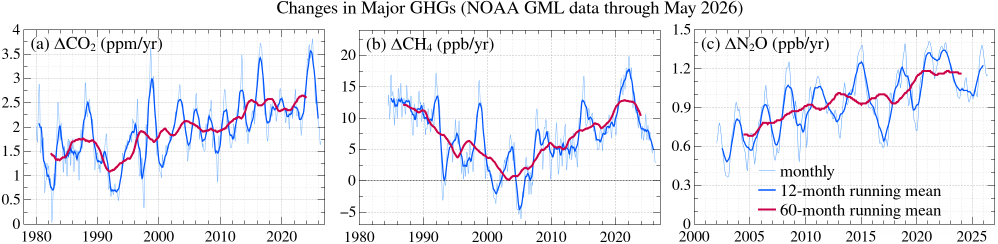 Changes in Major GHGs (NOAA GML data through May 2026)
(a) ΔCO₂ (ppm/yr)
4
3.5
3
2.5
2
1.5
1
0.5
0
1980 1990 2000 2010 2020
(b) ΔCH₄ (ppb/yr)
20
15
10
5
0
−5
1980 1990 2000 2010 2020
(c) ΔN₂O (ppb/yr)
1.5
1.2
0.9
0.6
0.3
0
2000 2005 2010 2015 2020 2025
monthly
12-month running mean
60-month running mean